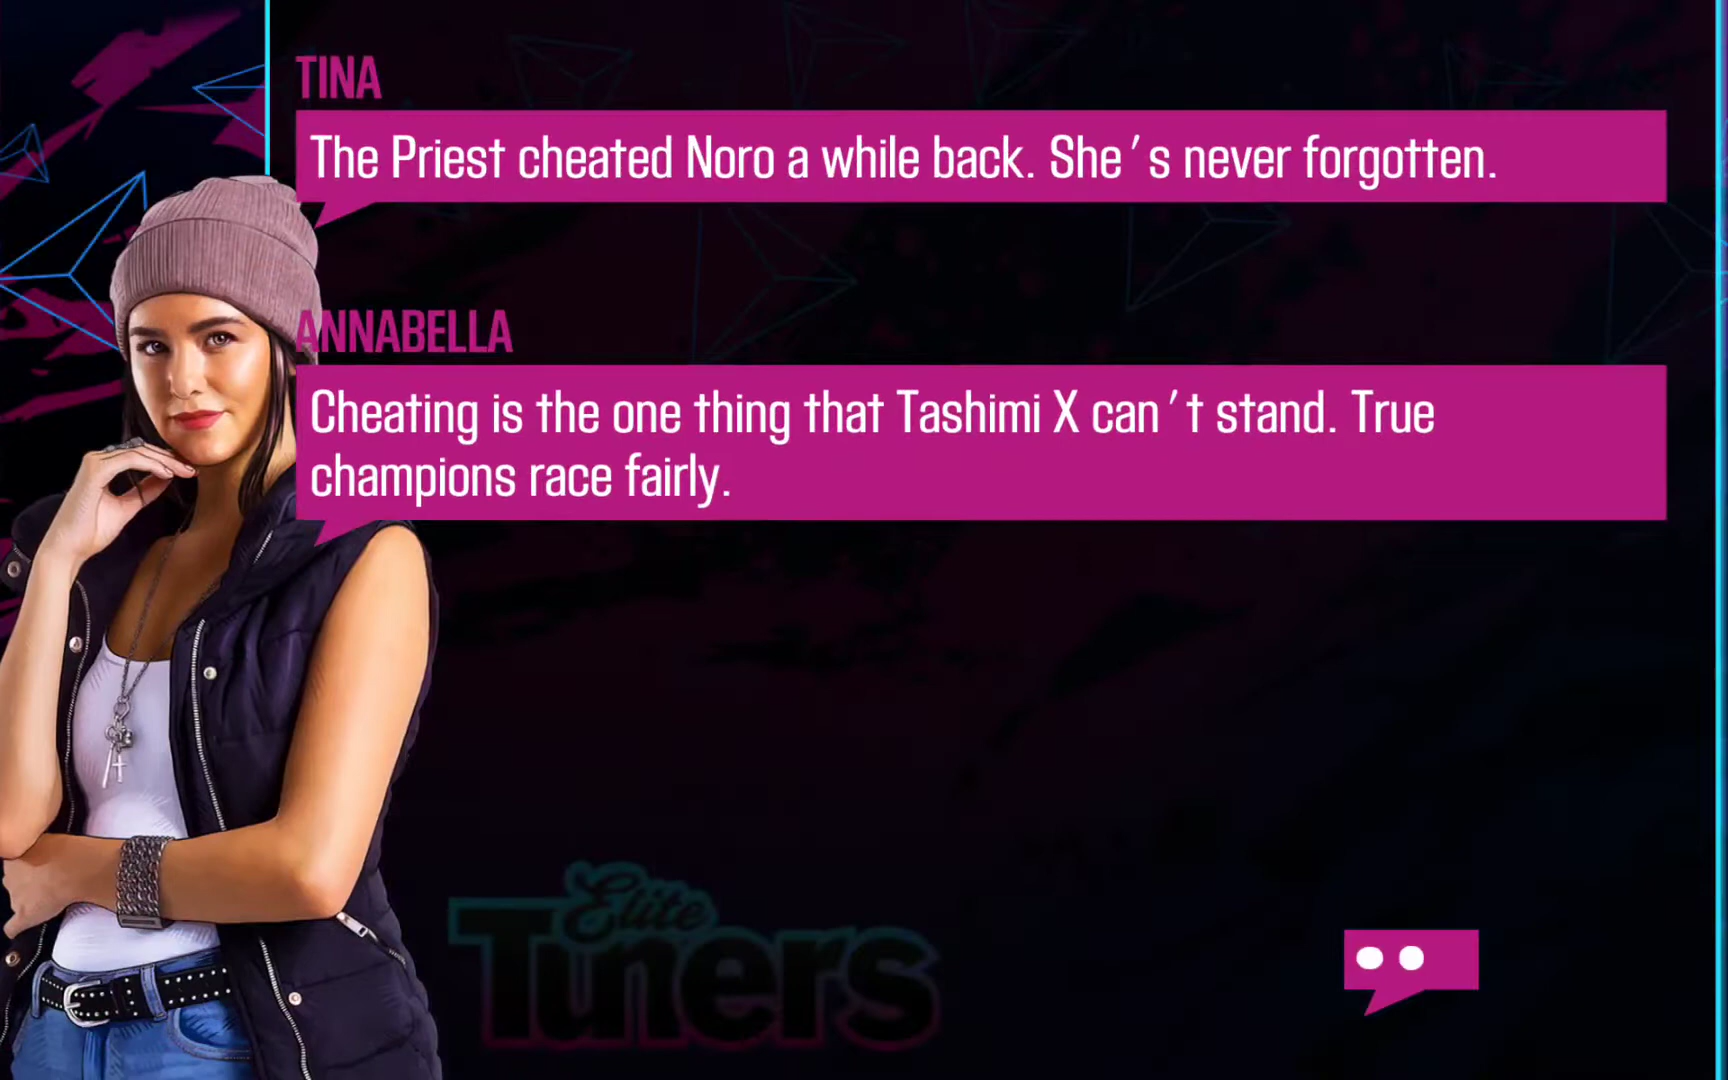 TINA
The Priest cheated Noro a while back. She's never forgotten.
ANNABELLA
Cheating is the one thing that Tashimi X can't stand. True
champions race fairly.
Elite
Tuners